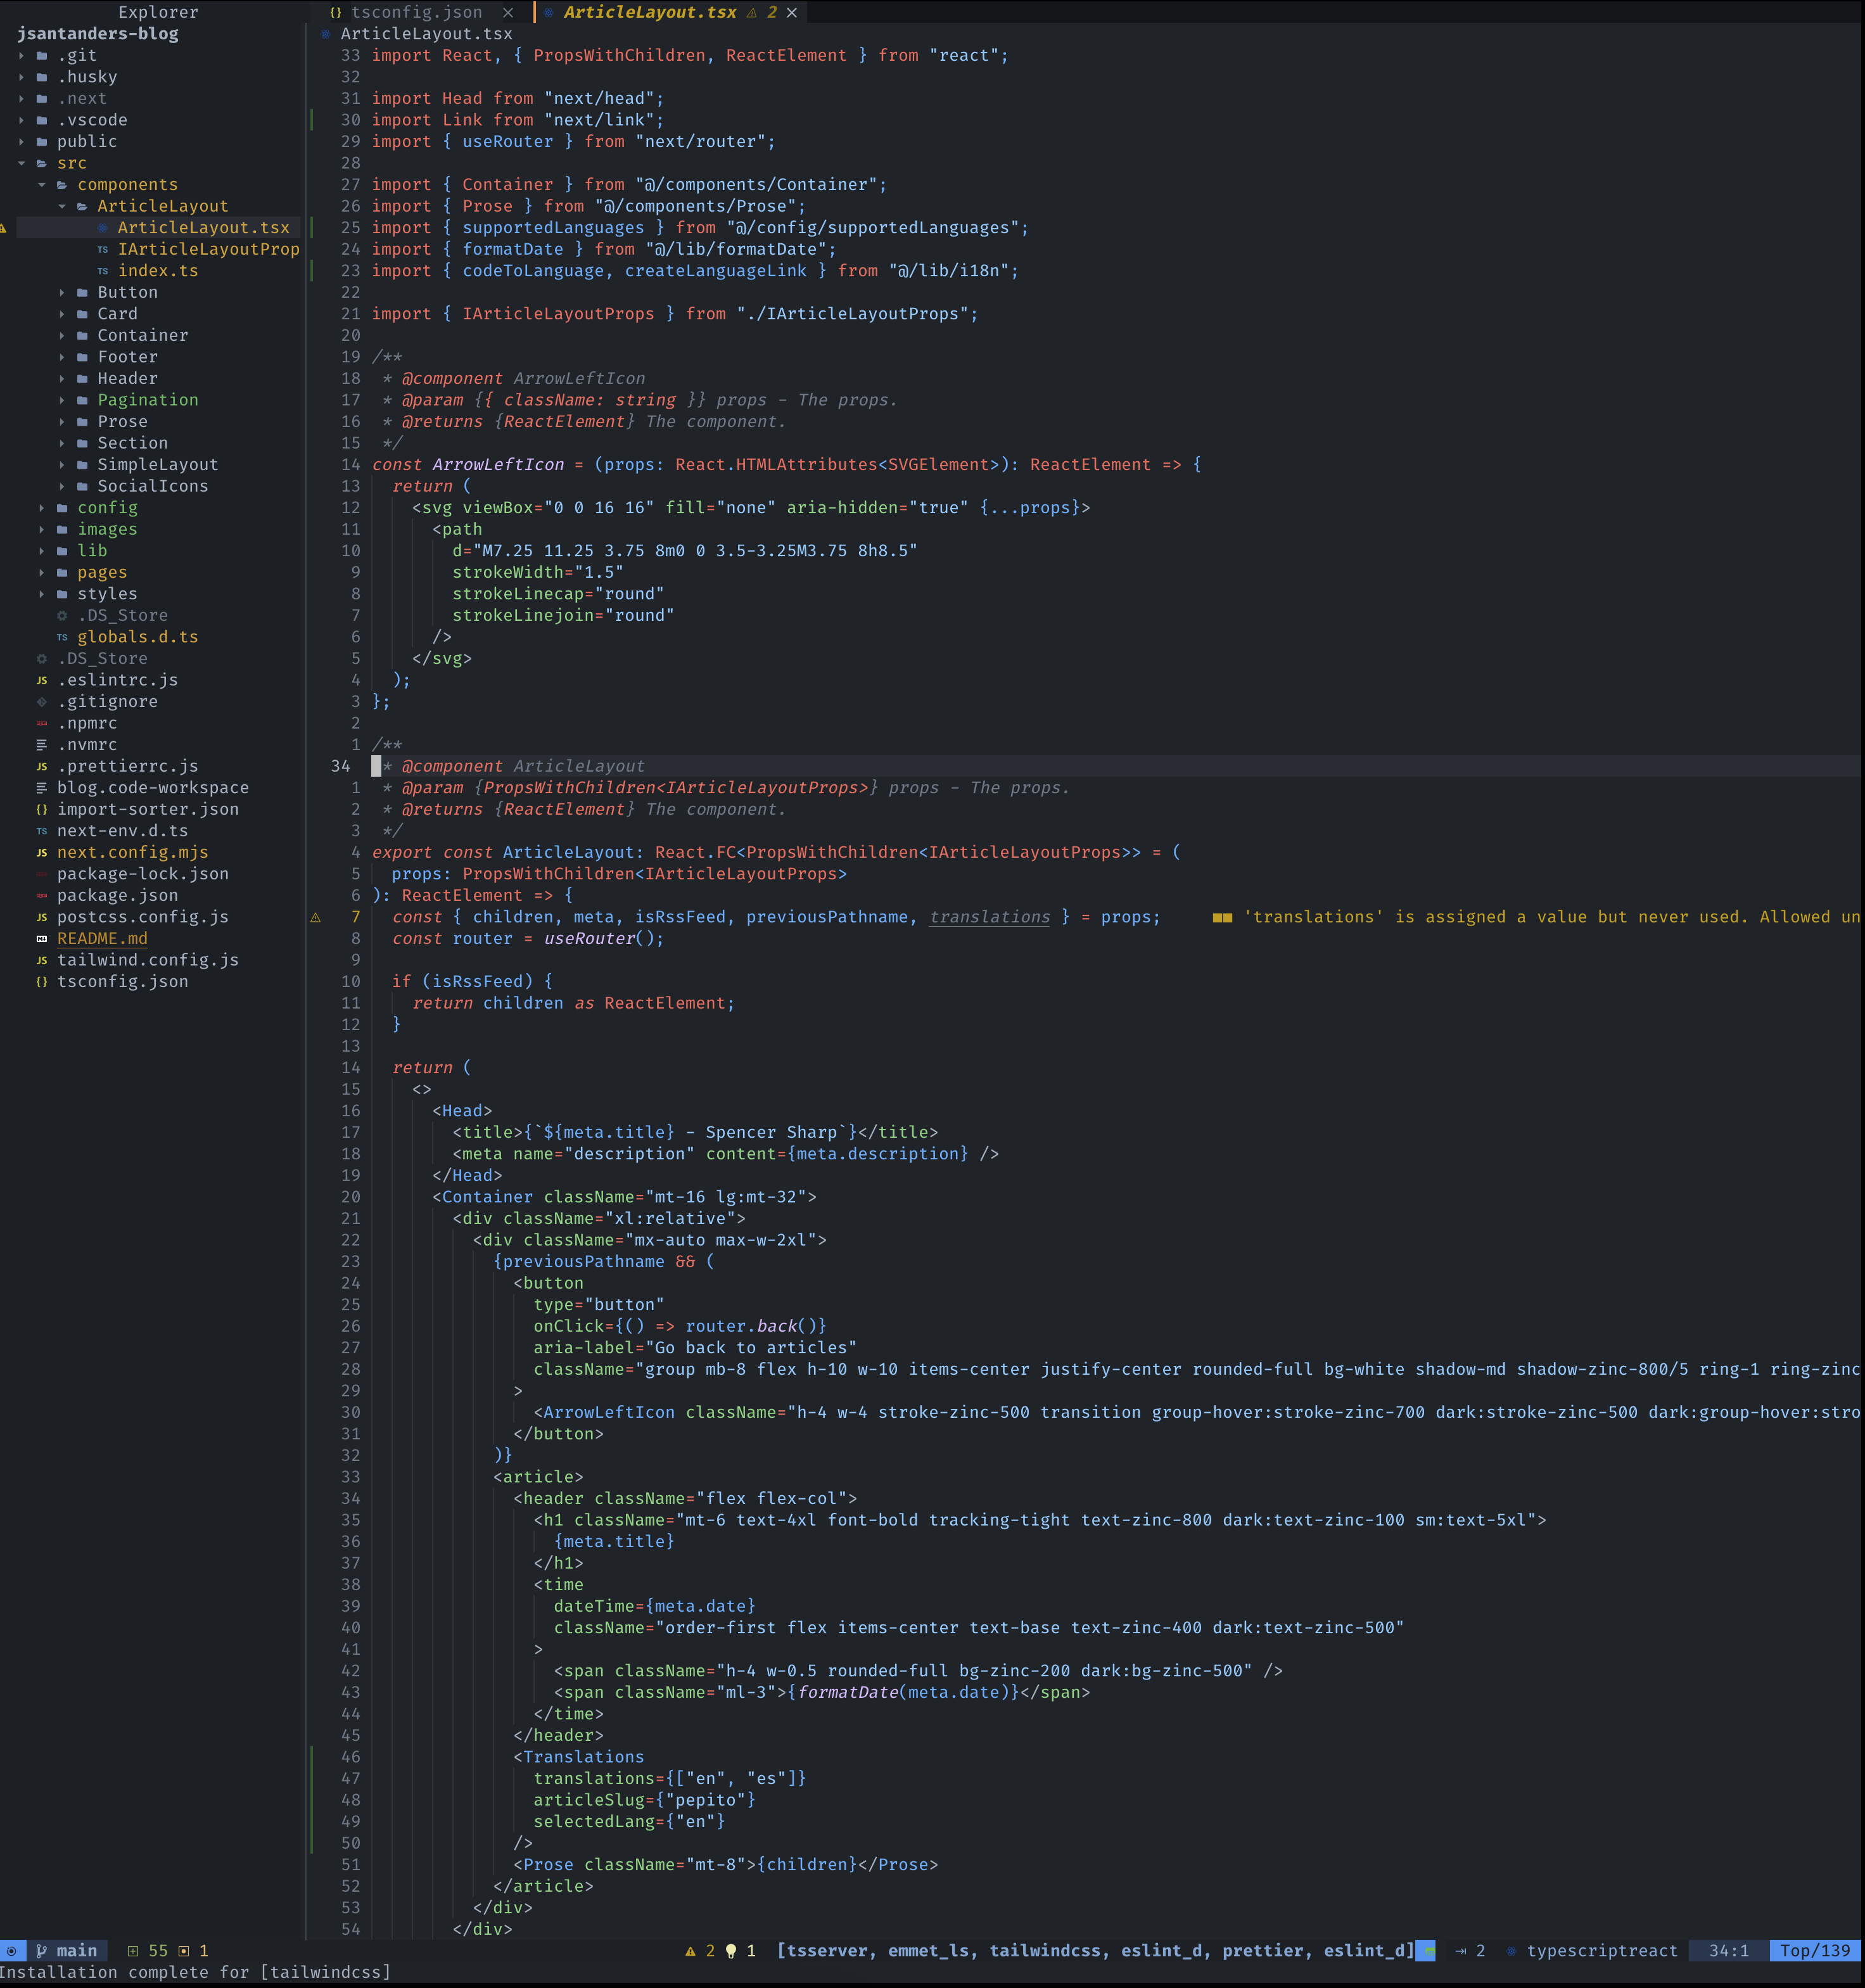 Explorer
jsantanders-blog
.git
.husky
.next
.vscode
public
src
components
ArticleLayout
ArticleLayout.tsx
IArticleLayoutProp
index.ts
Button
Card
Container
Footer
Header
Pagination
Prose
Section
SimpleLayout
SocialIcons
config
images
lib
pages
styles
.DS_Store
TS globals.d.ts
.DS_Store
JS .eslintrc.js
.gitignore
.npmrc
.nvmrc
JS .prettierrc.js
blog.code-workspace
{} import-sorter.json
TS next-env.d.ts
JS next.config.mjs
package-lock.json
package.json
JS postcss.config.js
README.md
JS tailwind.config.js
{} tsconfig.json
{} tsconfig.json × ArticleLayout.tsx ⚠ 2 ×
ArticleLayout.tsx
33 import React, { PropsWithChildren, ReactElement } from "react";
32
31 import Head from "next/head";
30 import Link from "next/link";
29 import { useRouter } from "next/router";
28
27 import { Container } from "@/components/Container";
26 import { Prose } from "@/components/Prose";
25 import { supportedLanguages } from "@/config/supportedLanguages";
24 import { formatDate } from "@/lib/formatDate";
23 import { codeToLanguage, createLanguageLink } from "@/lib/i18n";
22
21 import { IArticleLayoutProps } from "./IArticleLayoutProps";
20
19 /**
18 * @component ArrowLeftIcon
17 * @param {{ className: string }} props - The props.
16 * @returns {ReactElement} The component.
15 */
14 const ArrowLeftIcon = (props: React.HTMLAttributes<SVGElement>): ReactElement => {
13 return (
12 <svg viewBox="0 0 16 16" fill="none" aria-hidden="true" {...props}>
11 <path
10 d="M7.25 11.25 3.75 8m0 0 3.5-3.25M3.75 8h8.5"
9 strokeWidth="1.5"
8 strokeLinecap="round"
7 strokeLinejoin="round"
6 />
5 </svg>
4 );
3 };
2
1 /**
34 * @component ArticleLayout
1 * @param {PropsWithChildren<IArticleLayoutProps>} props - The props.
2 * @returns {ReactElement} The component.
3 */
4 export const ArticleLayout: React.FC<PropsWithChildren<IArticleLayoutProps>> = (
5 props: PropsWithChildren<IArticleLayoutProps>
6 ): ReactElement => {
7 const { children, meta, isRssFeed, previousPathname, translations } = props; ■■ 'translations' is assigned a value but never used. Allowed un
8 const router = useRouter();
9
10 if (isRssFeed) {
11 return children as ReactElement;
12 }
13
14 return (
15 <>
16 <Head>
17 <title>{`${meta.title} - Spencer Sharp`}</title>
18 <meta name="description" content={meta.description} />
19 </Head>
20 <Container className="mt-16 lg:mt-32">
21 <div className="xl:relative">
22 <div className="mx-auto max-w-2xl">
23 {previousPathname && (
24 <button
25 type="button"
26 onClick={() => router.back()}
27 aria-label="Go back to articles"
28 className="group mb-8 flex h-10 w-10 items-center justify-center rounded-full bg-white shadow-md shadow-zinc-800/5 ring-1 ring-zinc
29 >
30 <ArrowLeftIcon className="h-4 w-4 stroke-zinc-500 transition group-hover:stroke-zinc-700 dark:stroke-zinc-500 dark:group-hover:stro
31 </button>
32 )}
33 <article>
34 <header className="flex flex-col">
35 <h1 className="mt-6 text-4xl font-bold tracking-tight text-zinc-800 dark:text-zinc-100 sm:text-5xl">
36 {meta.title}
37 </h1>
38 <time
39 dateTime={meta.date}
40 className="order-first flex items-center text-base text-zinc-400 dark:text-zinc-500"
41 >
42 <span className="h-4 w-0.5 rounded-full bg-zinc-200 dark:bg-zinc-500" />
43 <span className="ml-3">{formatDate(meta.date)}</span>
44 </time>
45 </header>
46 <Translations
47 translations={["en", "es"]}
48 articleSlug={"pepito"}
49 selectedLang={"en"}
50 />
51 <Prose className="mt-8">{children}</Prose>
52 </article>
53 </div>
54 </div>
main 55 1 2 1 [tsserver, emmet_ls, tailwindcss, eslint_d, prettier, eslint_d] 2 typescriptreact 34:1 Top/139
Installation complete for [tailwindcss]